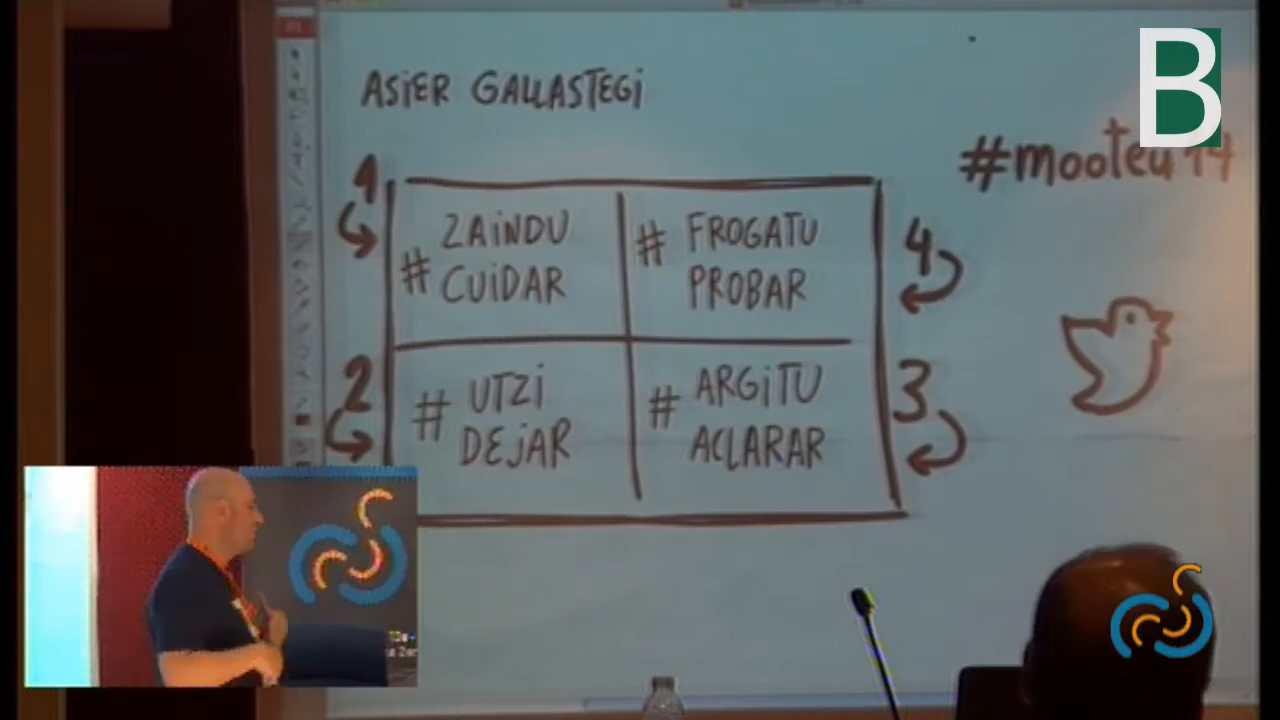 B
ASIER GALLASTEGI
#mooteu14
1
# ZAINDU
CUIDAR
# FROGATU
PROBAR
4
2
# UTZI
DEJAR
# ARGITU
ACLARAR
3